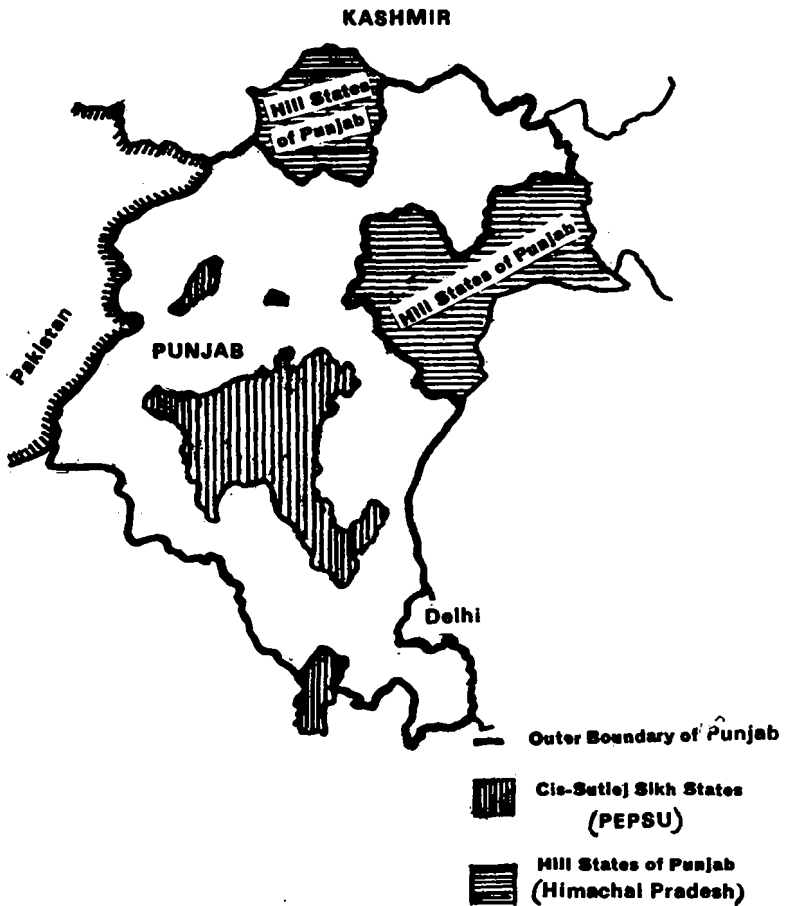 KASHMIR
Hill States
of Punjab
Hill States of Punjab
Pakistan
PUNJAB
Delhi
Outer Boundary of Punjab
Cis-Sutlej Sikh States
(PEPSU)
Hill States of Punjab
(Himachal Pradesh)